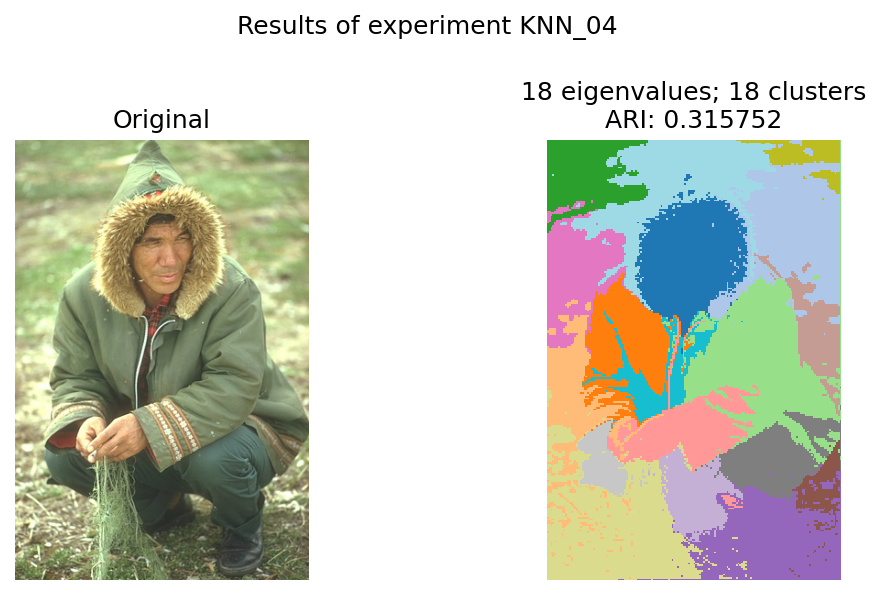 Results of experiment KNN_04
Original
18 eigenvalues; 18 clusters
ARI: 0.315752